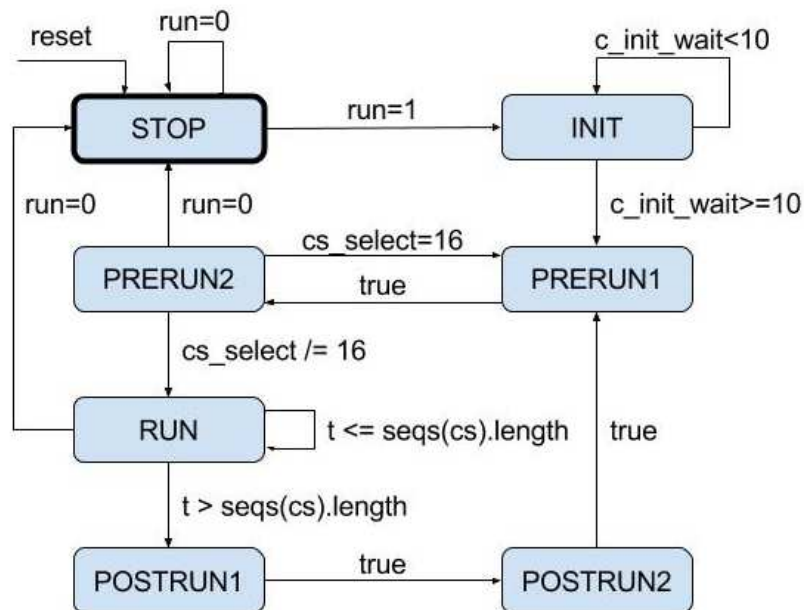 run=0
reset
c_init_wait<10
STOP
run=1
INIT
run=0
run=0
c_init_wait>=10
cs_select=16
PRERUN2
PRERUN1
true
cs_select /= 16
RUN
t <= seqs(cs).length
true
t > seqs(cs).length
POSTRUN1
true
POSTRUN2